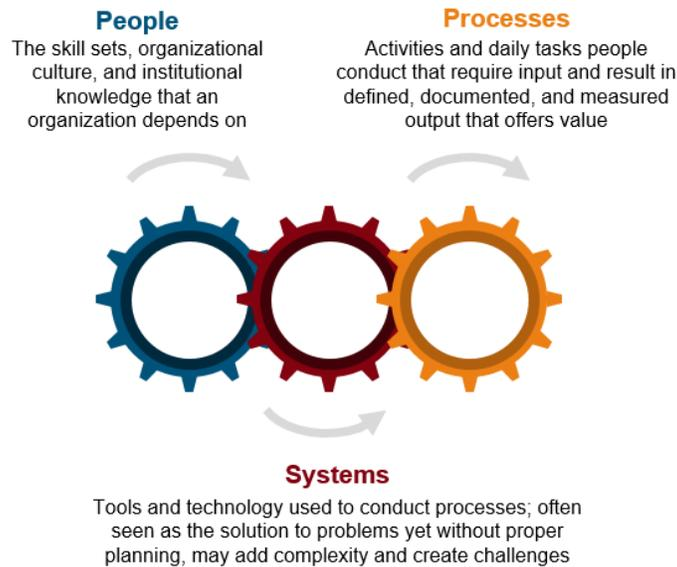 People
The skill sets, organizational
culture, and institutional
knowledge that an
organization depends on
Processes
Activities and daily tasks people
conduct that require input and result in
defined, documented, and measured
output that offers value
Systems
Tools and technology used to conduct processes; often
seen as the solution to problems yet without proper
planning, may add complexity and create challenges